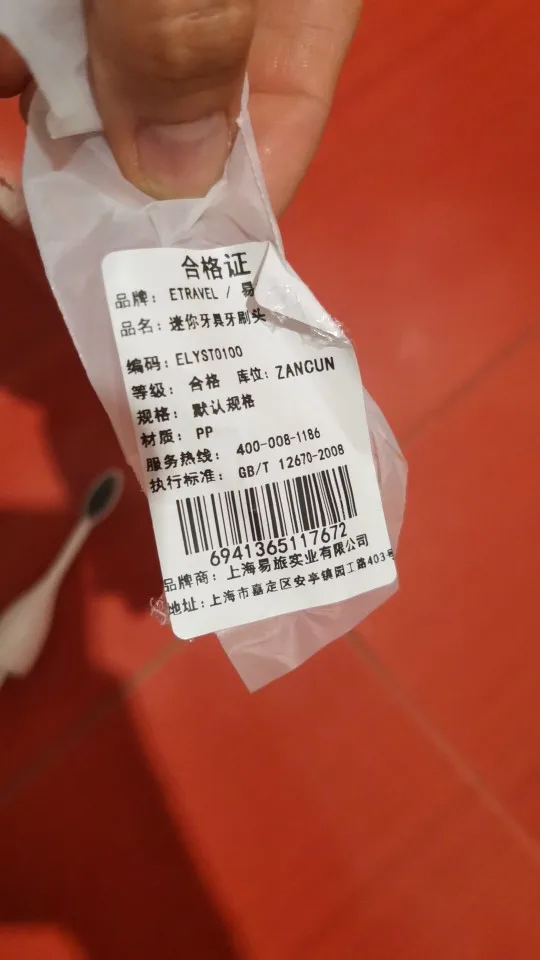 合格证
品牌: ETRAVEL / 易
品名: 迷你牙具牙刷头
编码: ELYST0100
等级: 合格 库位: ZANCUN
规格: 默认规格
材质: PP
服务热线: 400-008-1186
执行标准: GB/T 12670-2008
6941365117672
品牌商: 上海易旅实业有限公司
地址: 上海市嘉定区安亭镇园工路403号